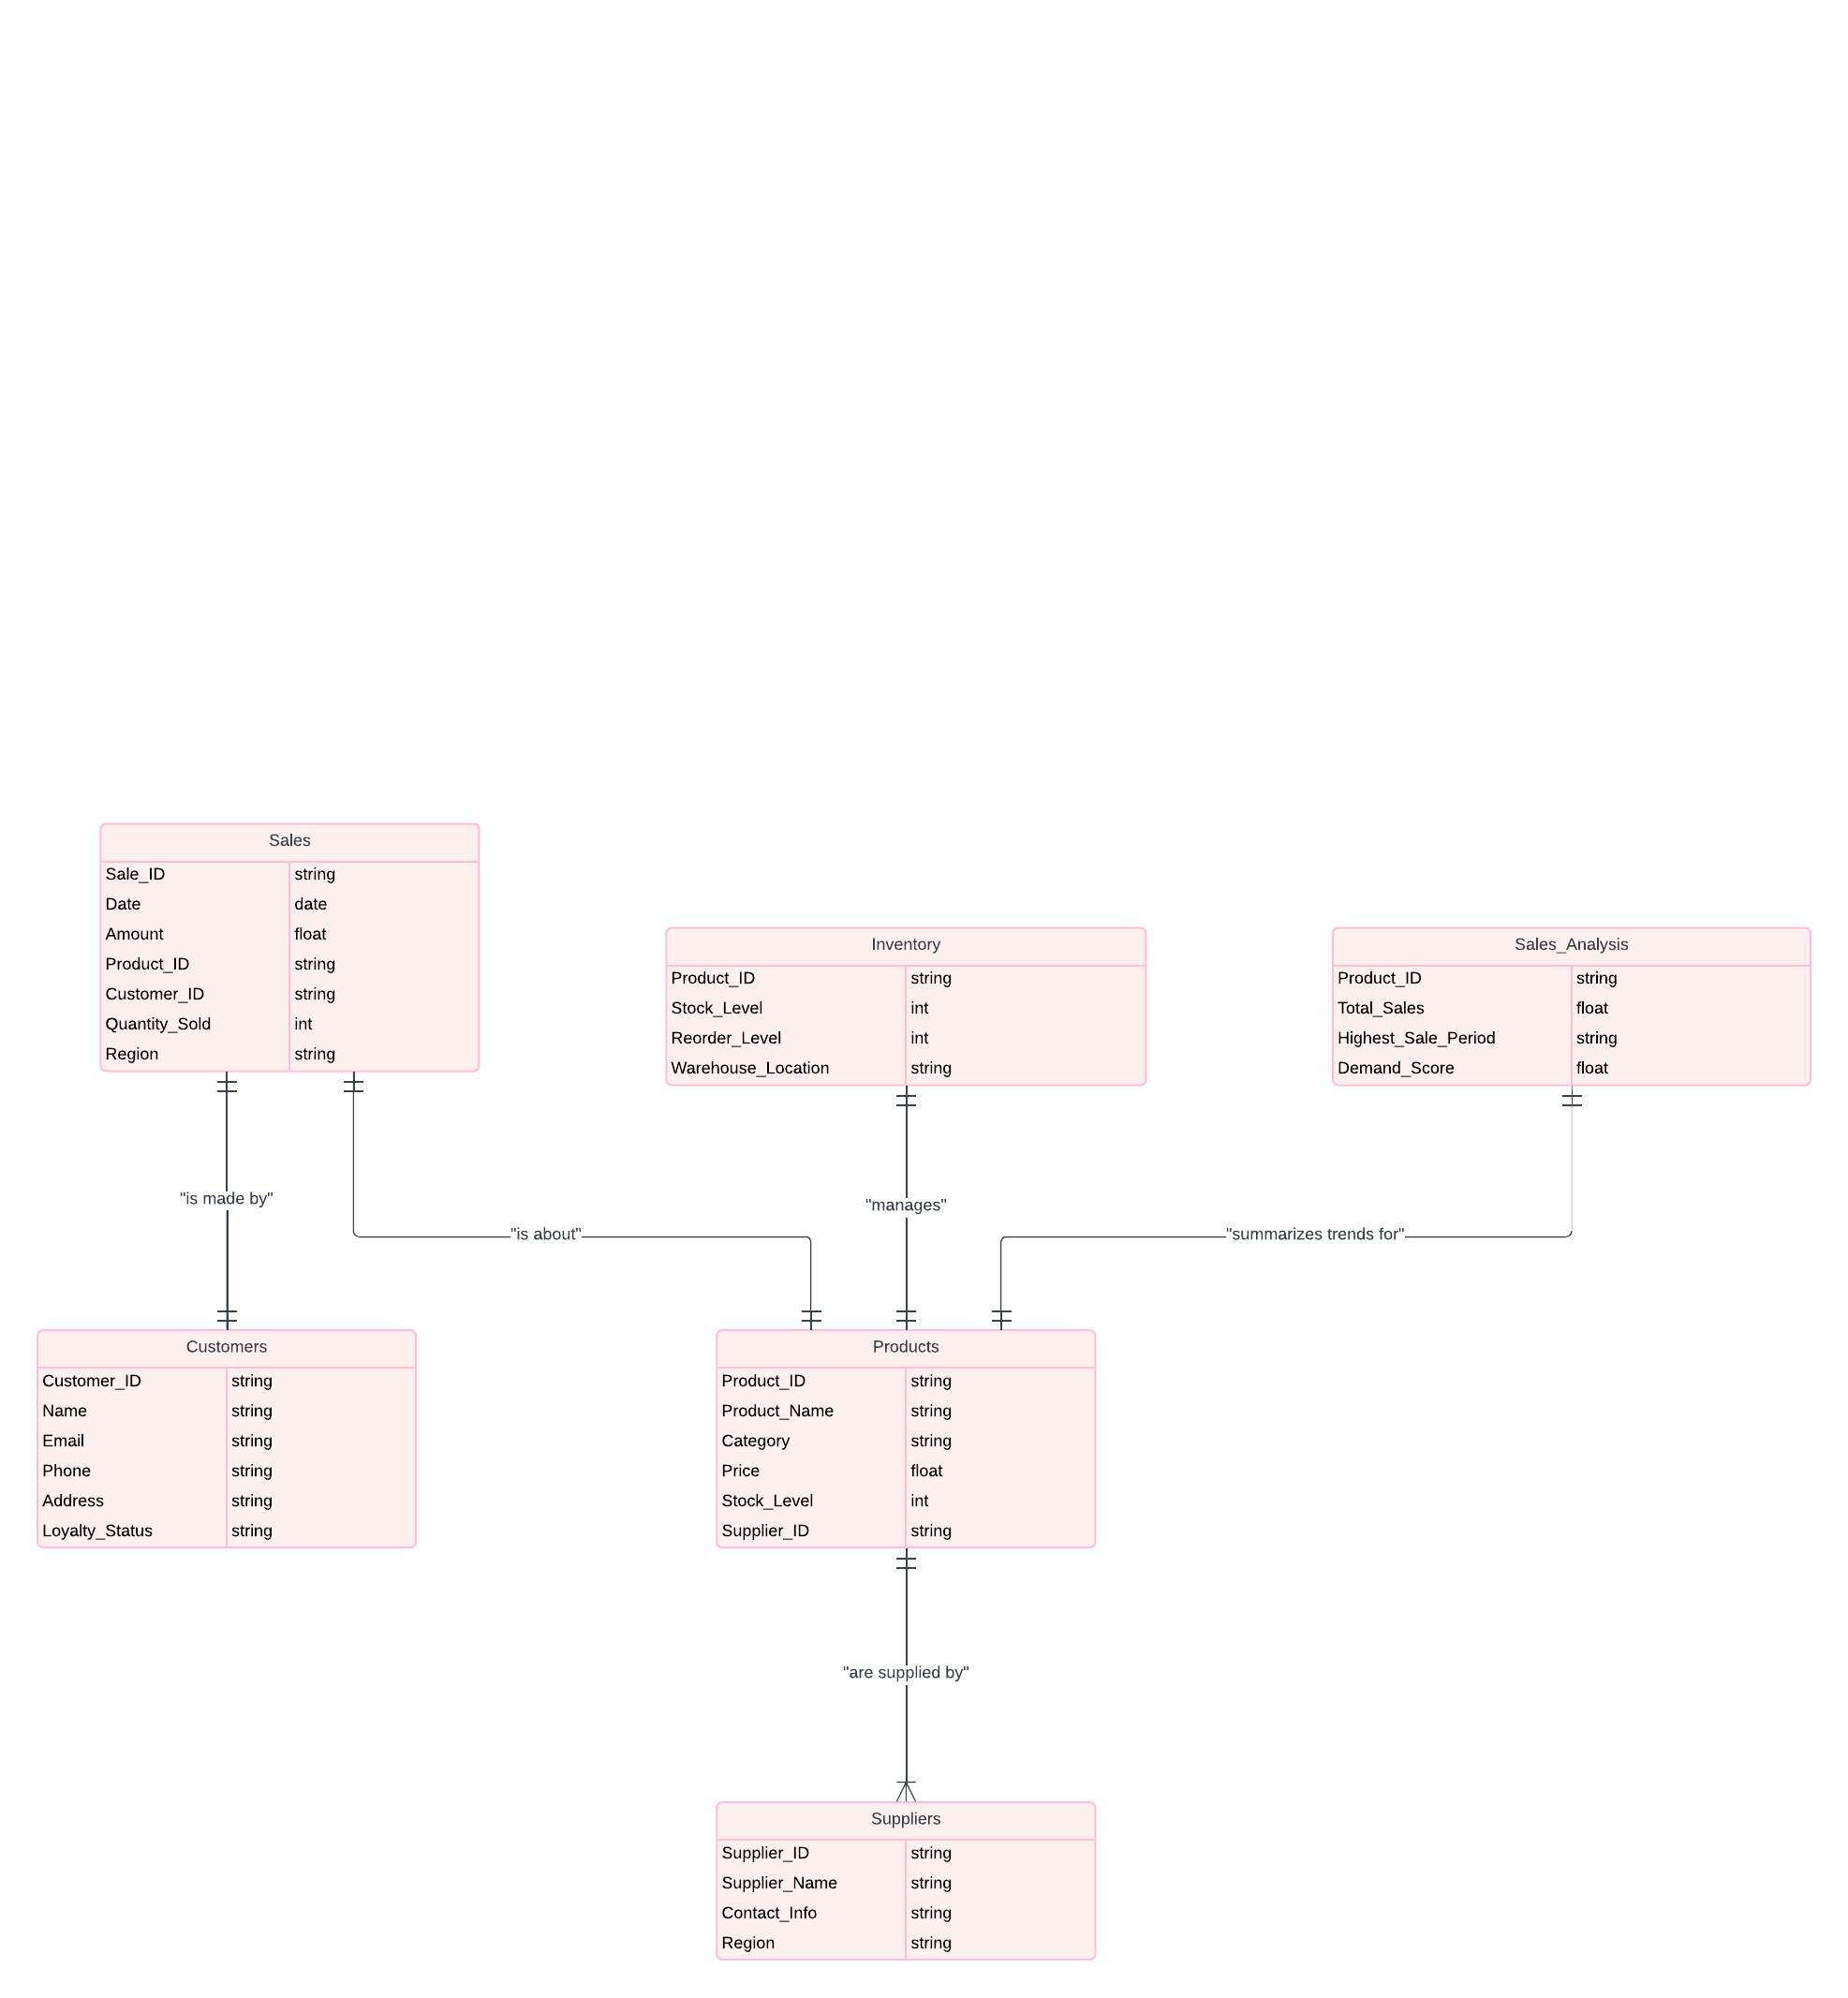 Sales
Sale_ID string
Date date
Amount float
Product_ID string
Customer_ID string
Quantity_Sold int
Region string
Inventory
Product_ID string
Stock_Level int
Reorder_Level int
Warehouse_Location string
Sales_Analysis
Product_ID string
Total_Sales float
Highest_Sale_Period string
Demand_Score float
"is made by"
"is about"
"manages"
"summarizes trends for"
Customers
Customer_ID string
Name string
Email string
Phone string
Address string
Loyalty_Status string
Products
Product_ID string
Product_Name string
Category string
Price float
Stock_Level int
Supplier_ID string
"are supplied by"
Suppliers
Supplier_ID string
Supplier_Name string
Contact_Info string
Region string